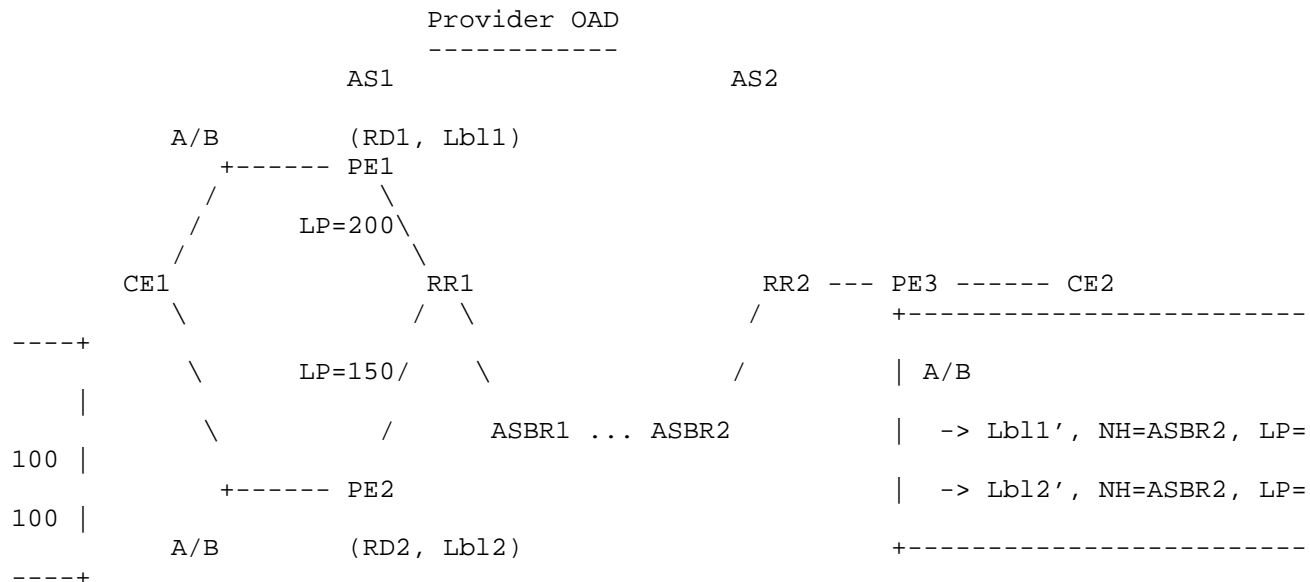 Provider OAD
------------
AS1 AS2
A/B (RD1, Lbl1)
+------ PE1
/ \
/ LP=200\
/ \
CE1 RR1 RR2 --- PE3 ------ CE2
\ / \ / +-------------------------
----+
\ LP=150/ \ / | A/B
|
\ / ASBR1 ... ASBR2 | -> Lbl1', NH=ASBR2, LP=
100 |
+------ PE2 | -> Lbl2', NH=ASBR2, LP=
100 |
A/B (RD2, Lbl2) +-------------------------
----+